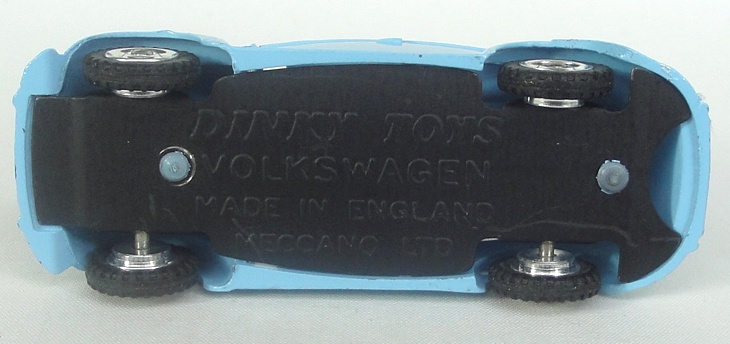 DINKY TOYS
VOLKSWAGEN
MADE IN ENGLAND
MECCANO LTD